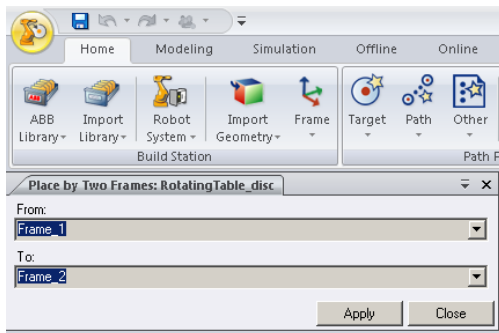 Home Modeling Simulation Offline Online
ABB Library Import Library Robot System Import Geometry Frame Target Path Other
Build Station Path
Place by Two Frames: RotatingTable_disc
From:
Frame_1
To:
Frame_2
Apply Close